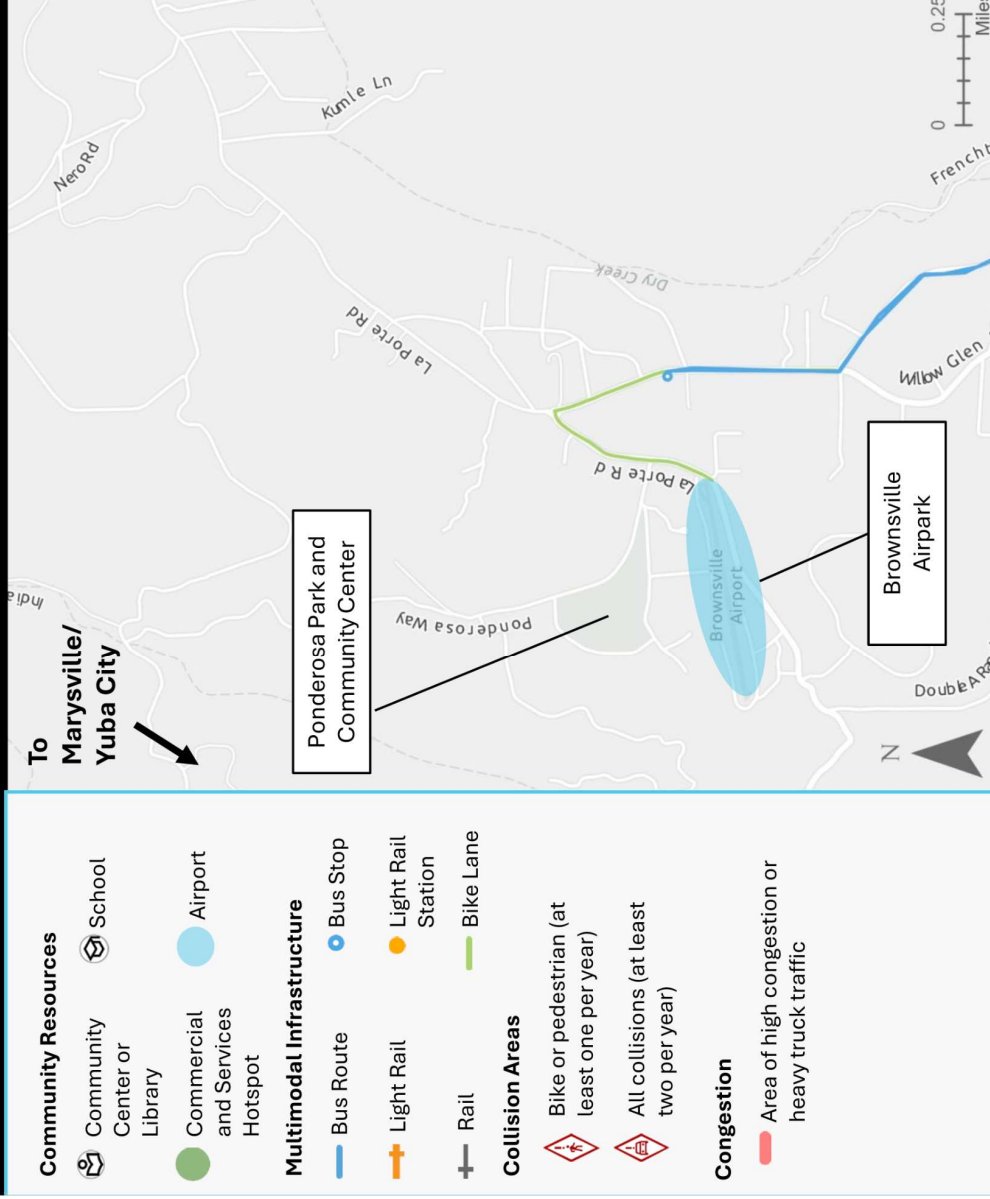 Community Resources
Community
Center or
Library
School
Commercial
and Services
Hotspot
Airport
Multimodal Infrastructure
Bus Route
Bus Stop
Light Rail
Light Rail
Station
Rail
Bike Lane
Collision Areas
Bike or pedestrian (at
least one per year)
All collisions (at least
two per year)
Congestion
Area of high congestion or
heavy truck traffic
To
Marysville/
Yuba City
Ponderosa Park and
Community Center
Brownsville
Airpark
Brownsville
Airport
Ponderosa Way
La Porte Rd
La Porte Rd
Nero Rd
Kumle Ln
Dry Creek
Willow Glen
N
0
0.25
Miles